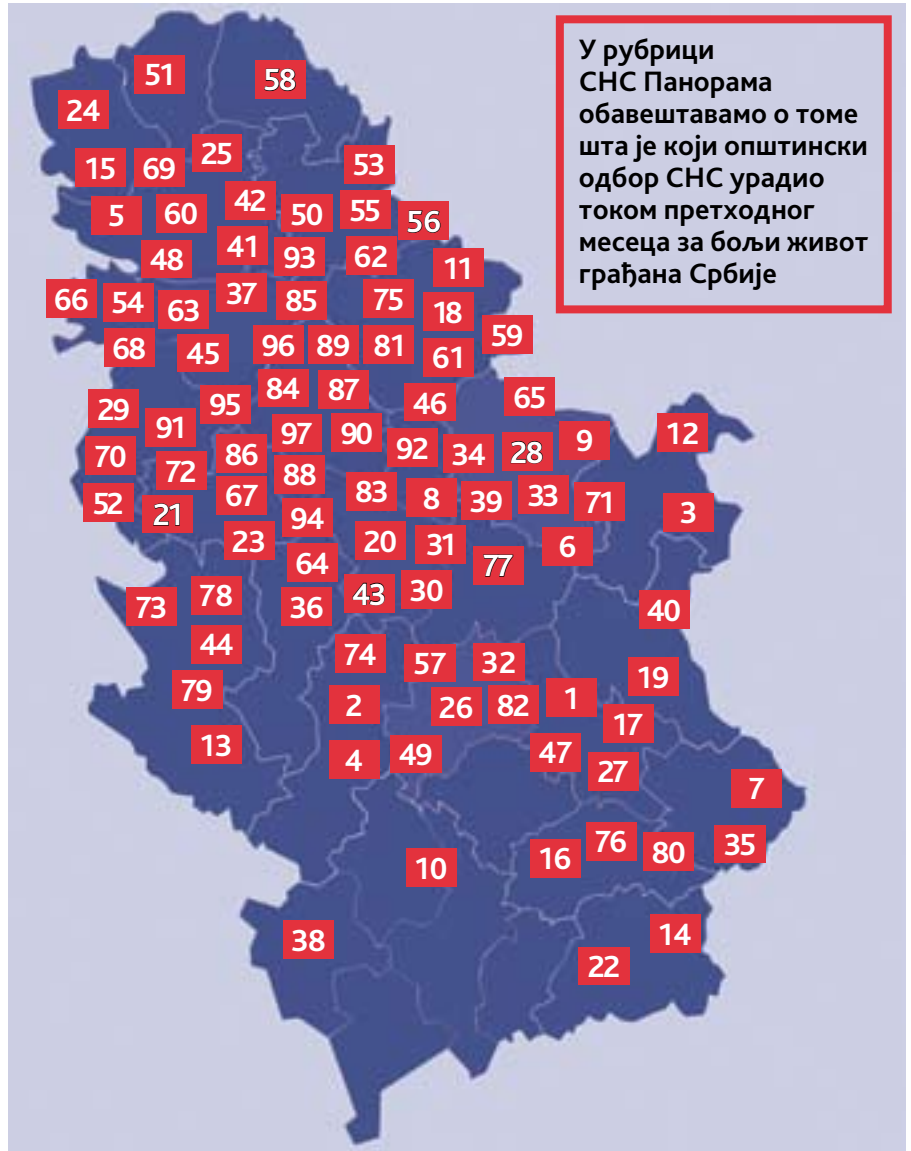 У рубрици
СНС Панорама
обавештавамо о томе
шта је који општински
одбор СНС урадио
током претходног
месеца за бољи живот
грађана Србије
51 58
24
15 69 25 53
5 60 42 50 55 56
48 41 93 62 11
66 54 63 37 85 75 18
68 45 96 89 81 61 59
29 95 84 87 46 65
91 97 90 9 12
70 72 86 88 92 34 28
52 21 67 83 8 39 33 71 3
23 94 20 31 6
64 77
73 78 36 43 30 40
44 74 57 32 19
79 2 26 82 1 17
13 4 49 47 27 7
10 16 76 80 35
38 22 14